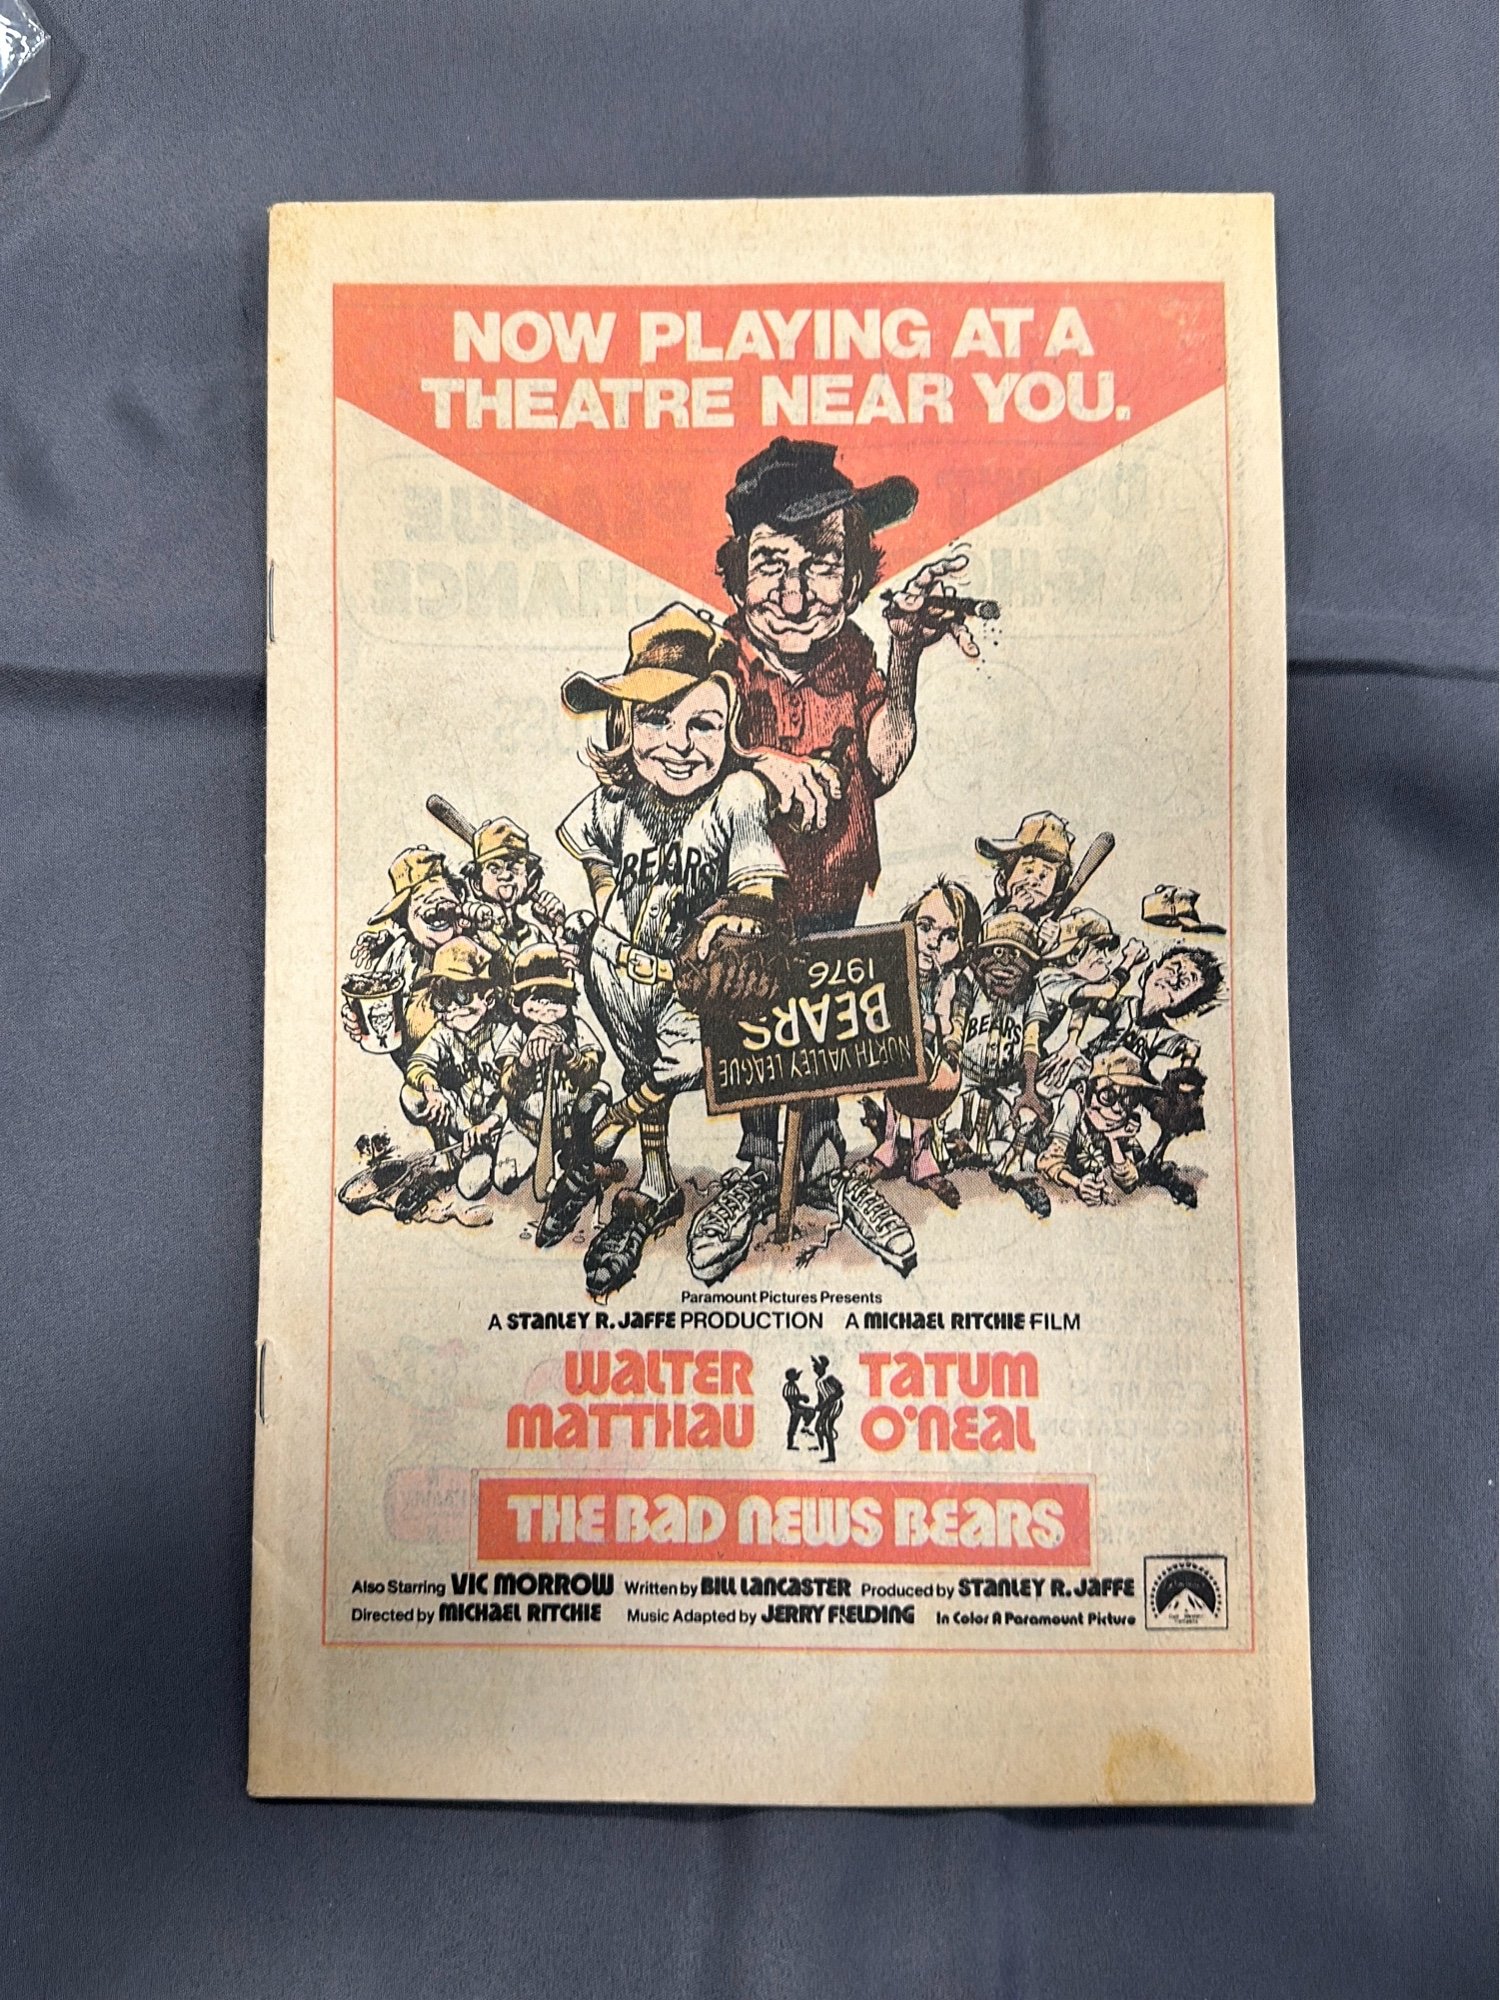 NOW PLAYING AT A
THEATRE NEAR YOU.
BEARS
BEARS
3
NORTH VALLEY LEAGUE
BEARS
1976
Paramount Pictures Presents
A STANLEY R. JAFFE PRODUCTION A MICHAEL RITCHIE FILM
WALTER MATTHAU
TATUM O'NEAL
THE BAD NEWS BEARS
Also Starring VIC MORROW Written by BILL LANCASTER Produced by STANLEY R. JAFFE
Directed by MICHAEL RITCHIE Music Adapted by JERRY FIELDING In Color A Paramount Picture